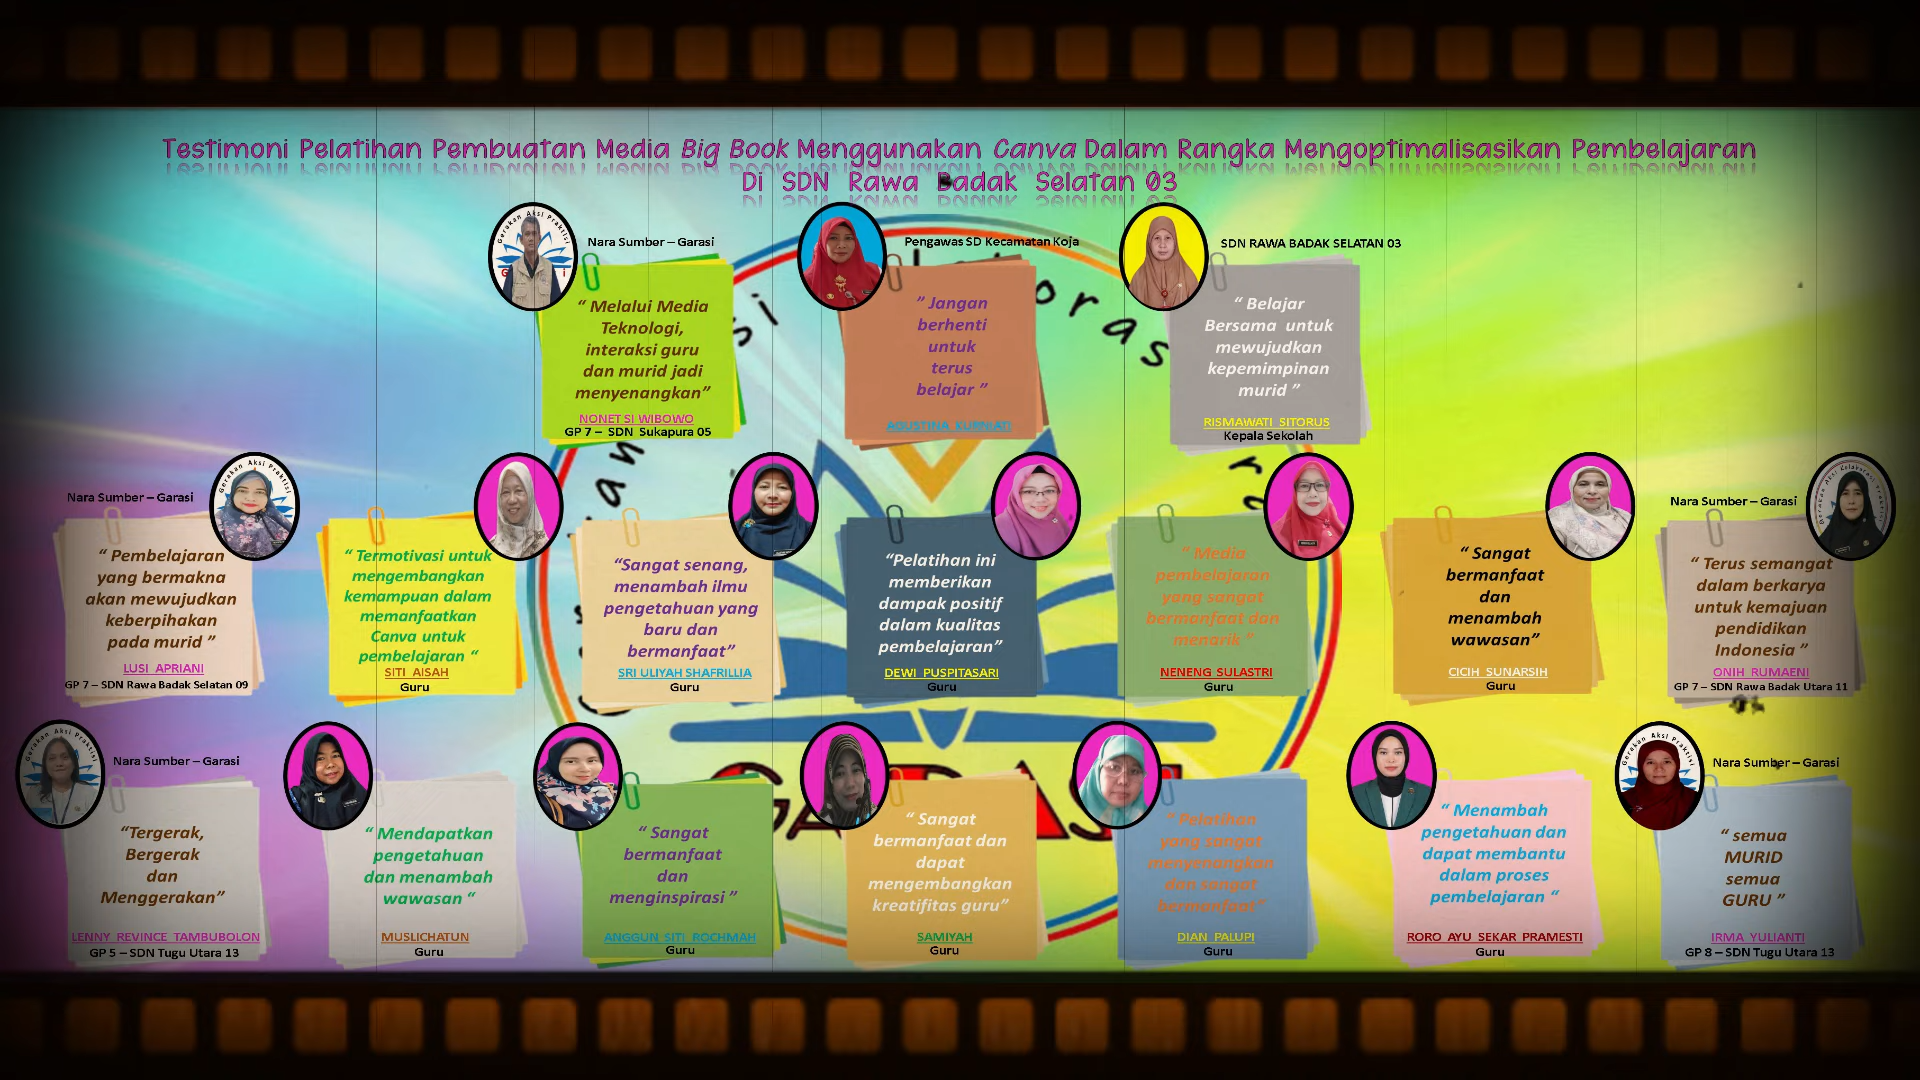 Testimoni Pelatihan Pembuatan Media Big Book Menggunakan Canva Dalam Rangka Mengoptimalisasikan Pembelajaran
Di SDN Rawa Badak Selatan 03
Nara Sumber – Garasi
“ Melalui Media
Teknologi,
interaksi guru
dan murid jadi
menyenangkan”
NONET SI WIBOWO
GP 7 – SDN Sukapura 05
Pengawas SD Kecamatan Koja
” Jangan
berhenti
untuk
terus
belajar ”
AGUSTINA KURNIATI
SDN RAWA BADAK SELATAN 03
“ Belajar
Bersama untuk
mewujudkan
kepemimpinan
murid ”
RISMAWATI SITORUS
Kepala Sekolah
Nara Sumber – Garasi
Gerakan Aksi Praktisi
“ Pembelajaran
yang bermakna
akan mewujudkan
keberpihakan
pada murid ”
LUSI APRIANI
GP 7 – SDN Rawa Badak Selatan 09
“ Termotivasi untuk
mengembangkan
kemampuan dalam
memanfaatkan
Canva untuk
pembelajaran “
SITI AISAH
Guru
“Sangat senang,
menambah ilmu
pengetahuan yang
baru dan
bermanfaat”
SRI ULIYAH SHAFRILLIA
Guru
“Pelatihan ini
memberikan
dampak positif
dalam kualitas
pembelajaran”
DEWI PUSPITASARI
Guru
“ Media
pembelajaran
yang sangat
bermanfaat dan
menarik ”
NENENG SULASTRI
Guru
“ Sangat
bermanfaat
dan
menambah
wawasan”
CICIH SUNARSIH
Guru
Nara Sumber – Garasi
“ Terus semangat
dalam berkarya
untuk kemajuan
pendidikan
Indonesia ”
ONIH RUMAENI
GP 7 – SDN Rawa Badak Utara 11
Gerakan Aksi Praktisi
Nara Sumber – Garasi
“Tergerak,
Bergerak
dan
Menggerakan”
LENNY REVINCE TAMBUBOLON
GP 5 – SDN Tugu Utara 13
“ Mendapatkan
pengetahuan
dan menambah
wawasan “
MUSLICHATUN
Guru
“ Sangat
bermanfaat
dan
menginspirasi ”
ANGGUN SITI ROCHMAH
Guru
“ Sangat
bermanfaat dan
dapat
mengembangkan
kreatifitas guru”
SAMIYAH
Guru
“ Pelatihan
yang sangat
menyenangkan
dan sangat
bermanfaat”
DIAN PALUPI
Guru
“ Menambah
pengetahuan dan
dapat membantu
dalam proses
pembelajaran “
RORO AYU SEKAR PRAMESTI
Guru
Gerakan Aksi Praktisi
Nara Sumber – Garasi
“ semua
MURID
semua
GURU ”
IRMA YULIANTI
GP 8 – SDN Tugu Utara 13